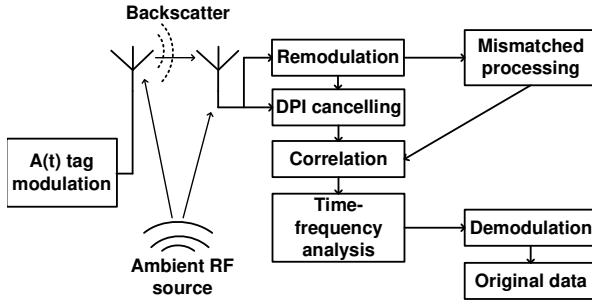 Backscatter
Remodulation
Mismatched
processing
DPI cancelling
A(t) tag
modulation
Correlation
Time-
frequency
analysis
Demodulation
Ambient RF
source
Original data